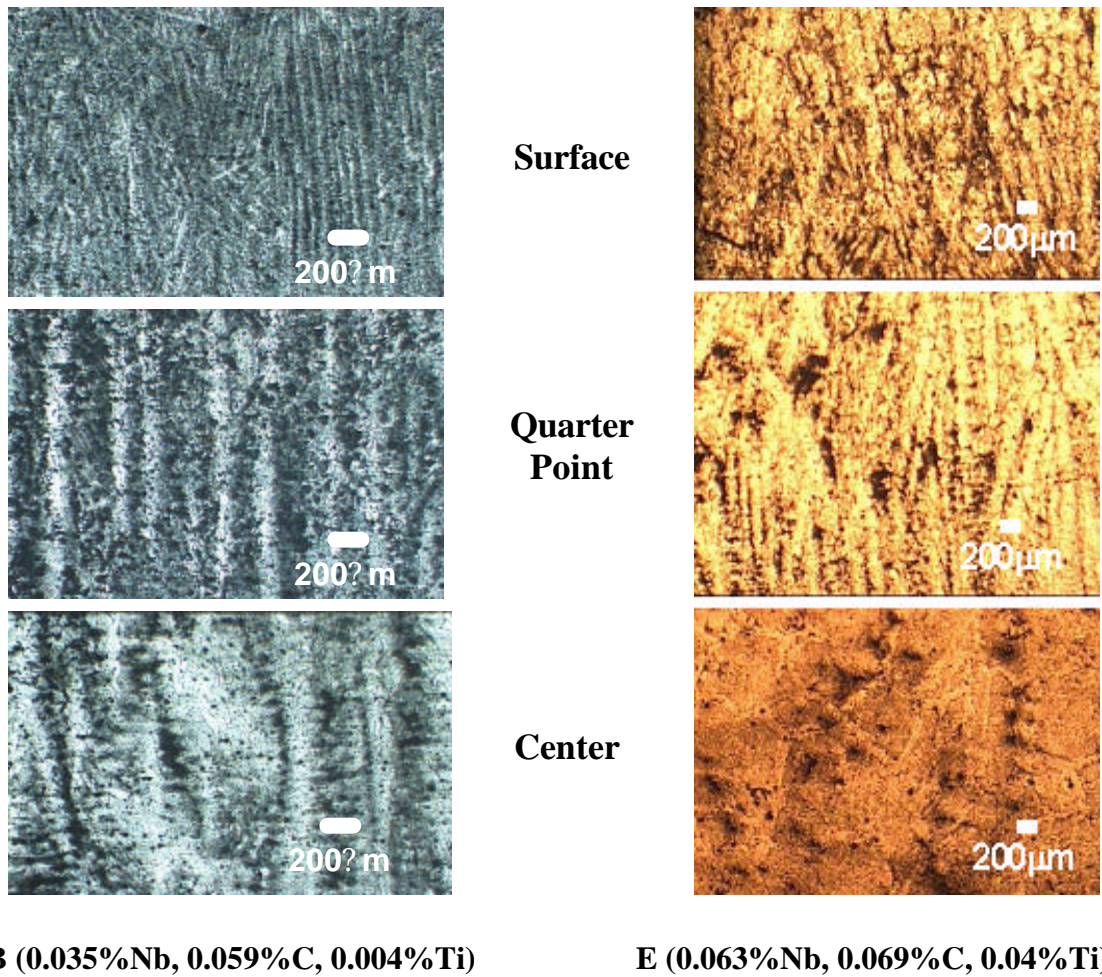 Surface
200? m
200µm
Quarter
Point
200? m
200µm
Center
200? m
200µm
(0.035%Nb, 0.059%C, 0.004%Ti)
E (0.063%Nb, 0.069%C, 0.04%Ti)